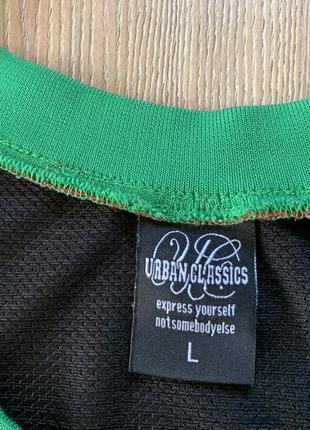 UC
URBAN CLASSICS
express yourself
notsomebodyelse
L